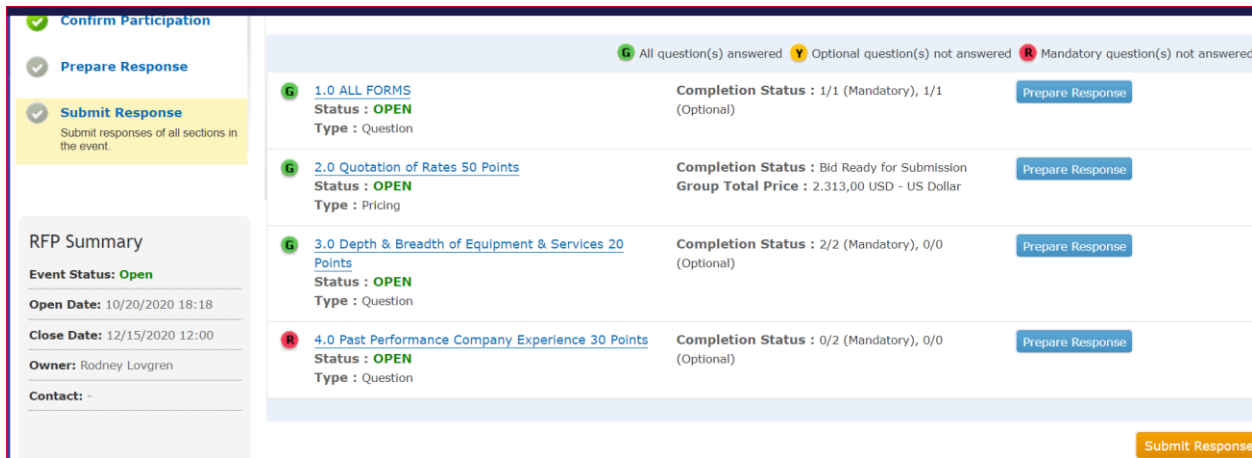 Confirm Participation
Prepare Response
Submit Response
Submit responses of all sections in
the event.
RFP Summary
Event Status: Open
Open Date: 10/20/2020 18:18
Close Date: 12/15/2020 12:00
Owner: Rodney Lovgren
Contact: -
G All question(s) answered Y Optional question(s) not answered R Mandatory question(s) not answered
G 1.0 ALL FORMS
Status : OPEN
Type : Question
Completion Status : 1/1 (Mandatory), 1/1
(Optional)
Prepare Response
G 2.0 Quotation of Rates 50 Points
Status : OPEN
Type : Pricing
Completion Status : Bid Ready for Submission
Group Total Price : 2.313,00 USD - US Dollar
Prepare Response
G 3.0 Depth & Breadth of Equipment & Services 20
Points
Status : OPEN
Type : Question
Completion Status : 2/2 (Mandatory), 0/0
(Optional)
Prepare Response
R 4.0 Past Performance Company Experience 30 Points
Status : OPEN
Type : Question
Completion Status : 0/2 (Mandatory), 0/0
(Optional)
Prepare Response
Submit Response